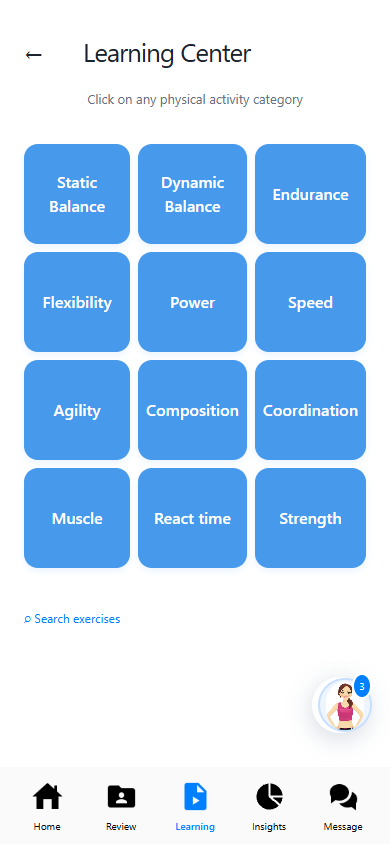 ← Learning Center
Click on any physical activity category
Static
Balance
Dynamic
Balance
Endurance
Flexibility
Power
Speed
Agility
Composition
Coordination
Muscle
React time
Strength
Search exercises
3
Home
Review
Learning
Insights
Message